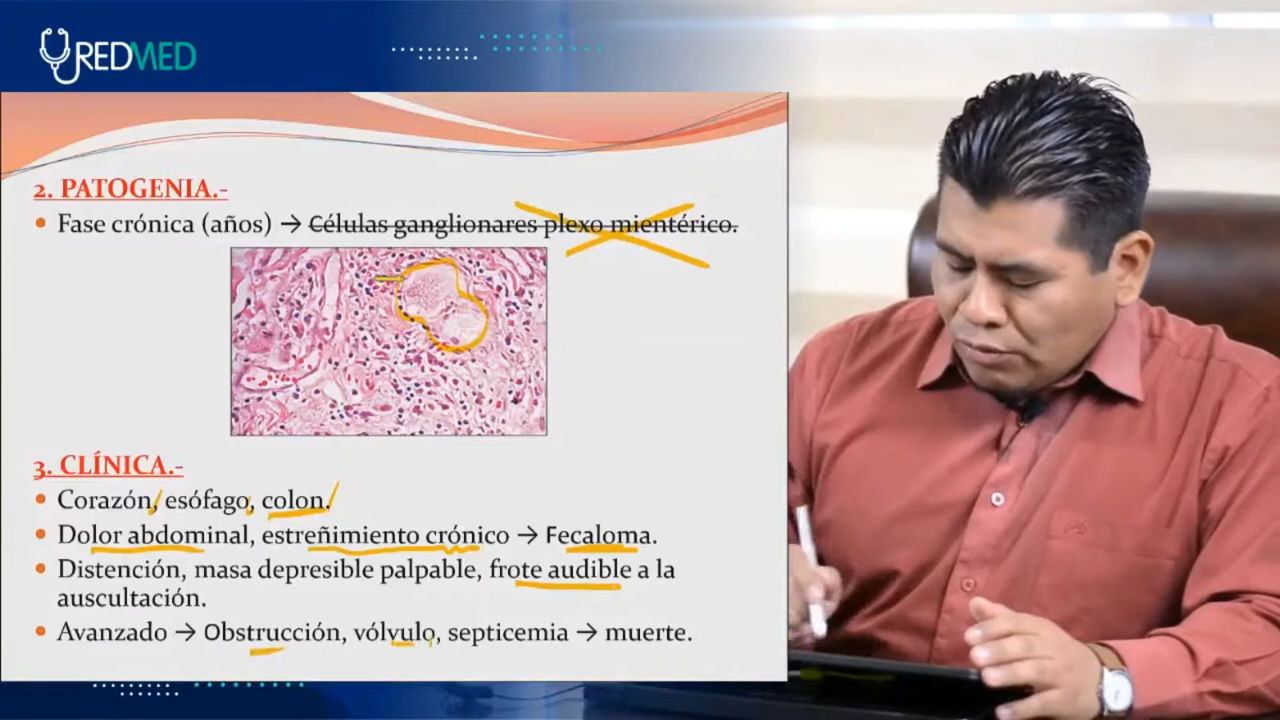 REDMED
2. PATOGENIA.-
• Fase crónica (años) → Células ganglionares plexo mientérico.
3. CLÍNICA.-
• Corazón, esófago, colon.
• Dolor abdominal, estreñimiento crónico → Fecaloma.
• Distención, masa depresible palpable, frote audible a la
auscultación.
• Avanzado → Obstrucción, vólvulo, septicemia → muerte.